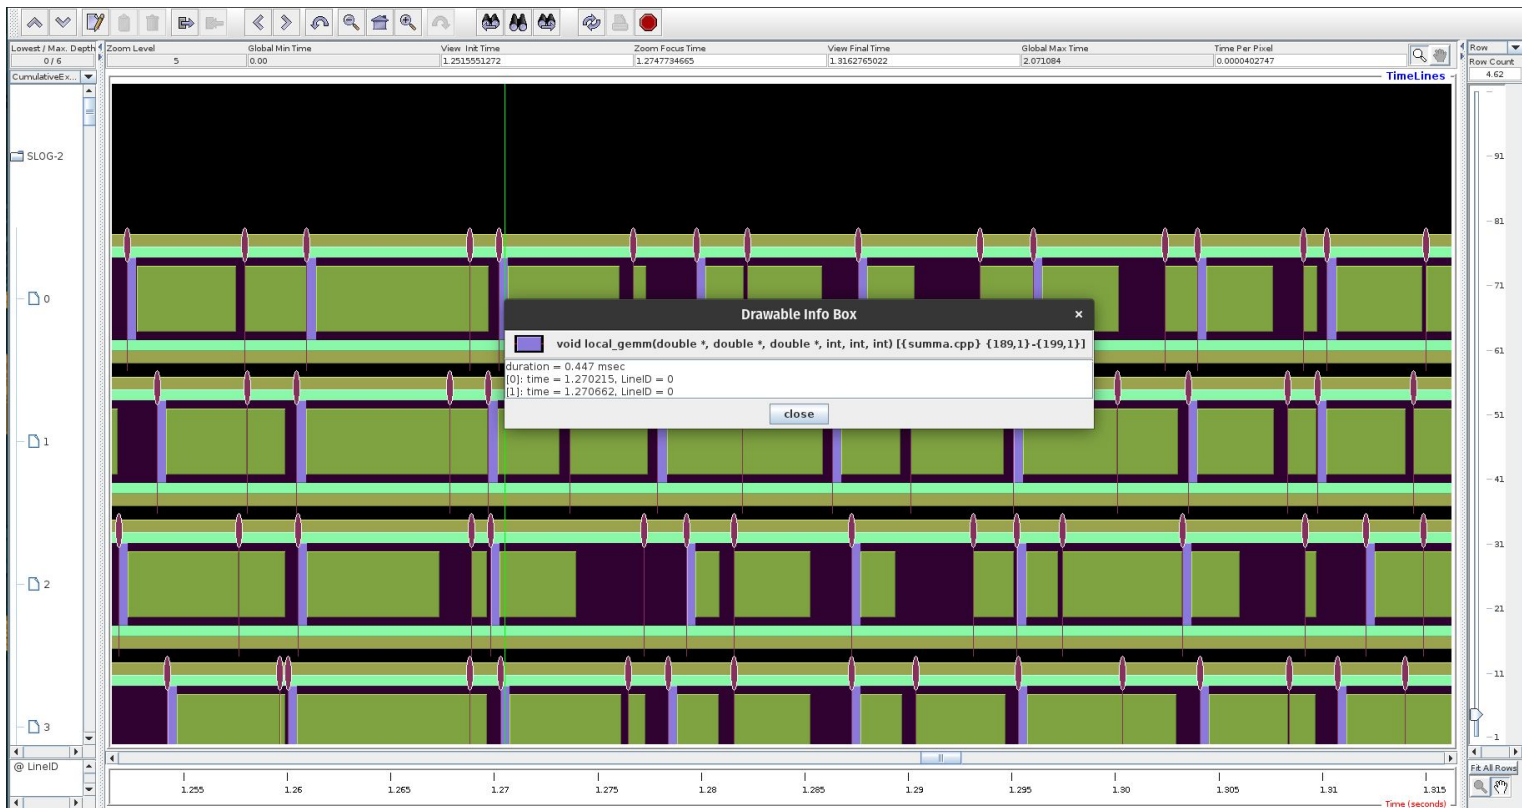 Lowest / Max. Depth
0 / 6
CumulativeEx...
Zoom Level
5
Global Min Time
0.00
View Init Time
1.2515551272
Zoom Focus Time
1.2747734665
View Final Time
1.3162765022
Global Max Time
2.071084
Time Per Pixel
0.0000402747
Row
Row Count
4.62
TimeLines
SLOG-2
0
1
2
3
Drawable Info Box
×
void local_gemm(double *, double *, double *, int, int, int) [{summa.cpp} {189,1}-{199,1}]
duration = 0.447 msec
[0]: time = 1.270215, LineID = 0
[1]: time = 1.270662, LineID = 0
close
91
81
71
61
51
41
31
21
11
1
@ LineID
Fit All Rows
1.255
1.26
1.265
1.27
1.275
1.28
1.285
1.29
1.295
1.30
1.305
1.31
1.315
Time (seconds)